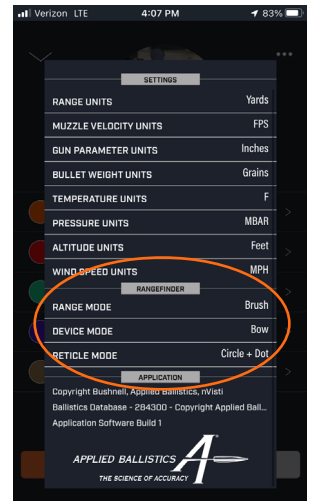 Verizon LTE 4:07 PM 83%
SETTINGS
RANGE UNITS Yards
MUZZLE VELOCITY UNITS FPS
GUN PARAMETER UNITS Inches
BULLET WEIGHT UNITS Grains
TEMPERATURE UNITS F
PRESSURE UNITS MBAR
ALTITUDE UNITS Feet
WIND SPEED UNITS MPH
RANGEFINDER
RANGE MODE Brush
DEVICE MODE Bow
RETICLE MODE Circle + Dot
APPLICATION
Copyright Bushnell, Applied Ballistics, nVisti
Ballistics Database - 284300 - Copyright Applied Ball...
Application Software Build 1
APPLIED BALLISTICS
THE SCIENCE OF ACCURACY